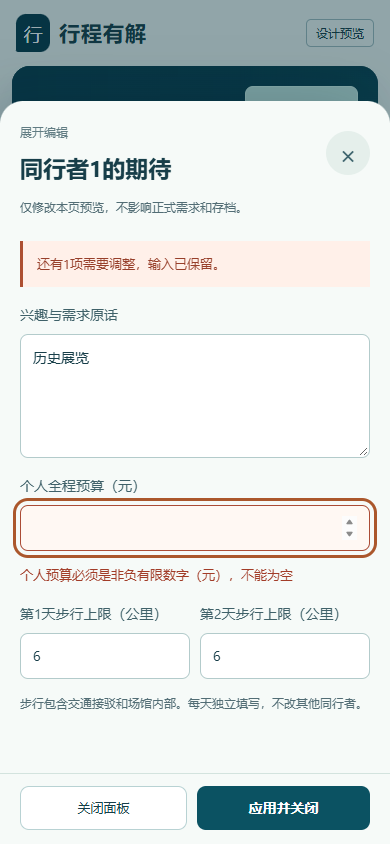 行 行程有解 设计预览
展开编辑
同行者1的期待
仅修改本页预览，不影响正式需求和存档。
还有1项需要调整，输入已保留。
兴趣与需求原话
历史展览
个人全程预算（元）
个人预算必须是非负有限数字（元），不能为空
第1天步行上限（公里） 第2天步行上限（公里）
6 6
步行包含交通接驳和场馆内部。每天独立填写，不改其他同行者。
关闭面板 应用并关闭